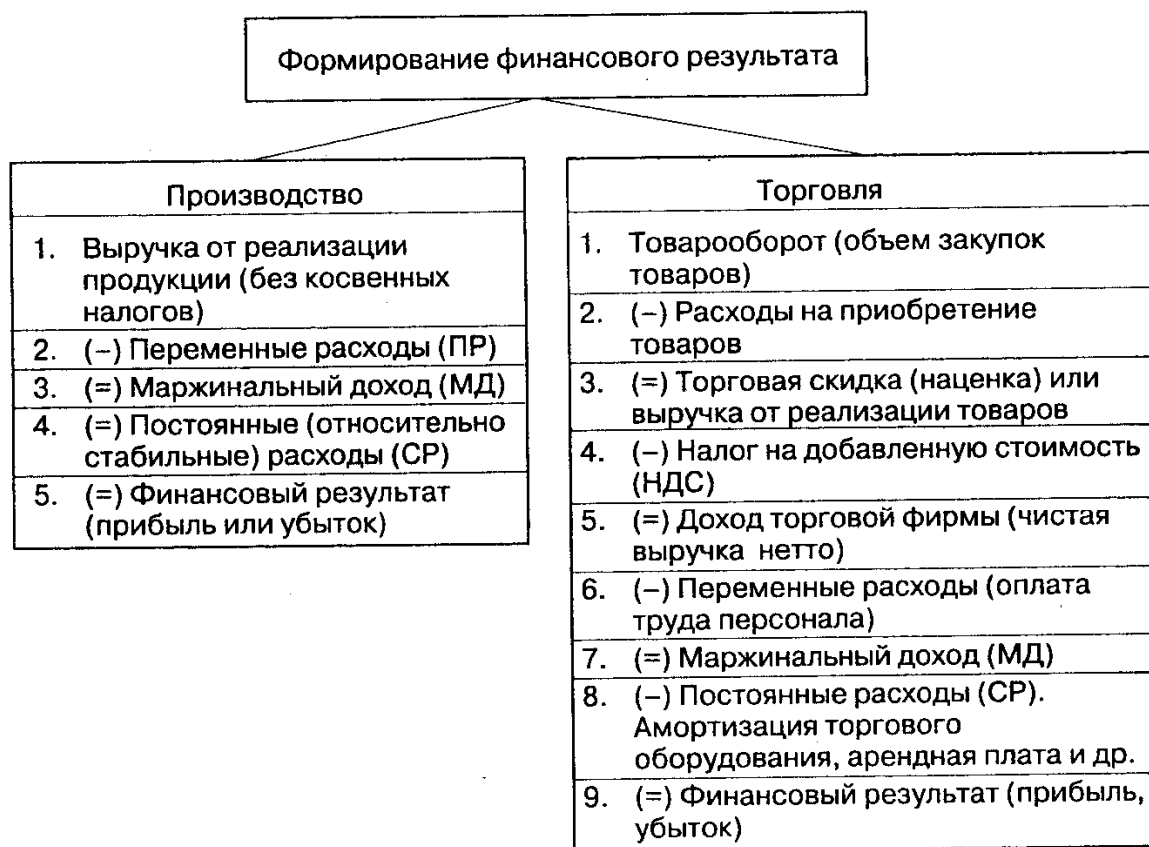 Формирование финансового результата
Производство
1. Выручка от реализации
продукции (без косвенных
налогов)
2. (–) Переменные расходы (ПР)
3. (=) Маржинальный доход (МД)
4. (=) Постоянные (относительно
стабильные) расходы (СР)
5. (=) Финансовый результат
(прибыль или убыток)
Торговля
1. Товарооборот (объем закупок
товаров)
2. (–) Расходы на приобретение
товаров
3. (=) Торговая скидка (наценка) или
выручка от реализации товаров
4. (–) Налог на добавленную стоимость
(НДС)
5. (=) Доход торговой фирмы (чистая
выручка нетто)
6. (–) Переменные расходы (оплата
труда персонала)
7. (=) Маржинальный доход (МД)
8. (–) Постоянные расходы (СР).
Амортизация торгового
оборудования, арендная плата и др.
9. (=) Финансовый результат (прибыль,
убыток)